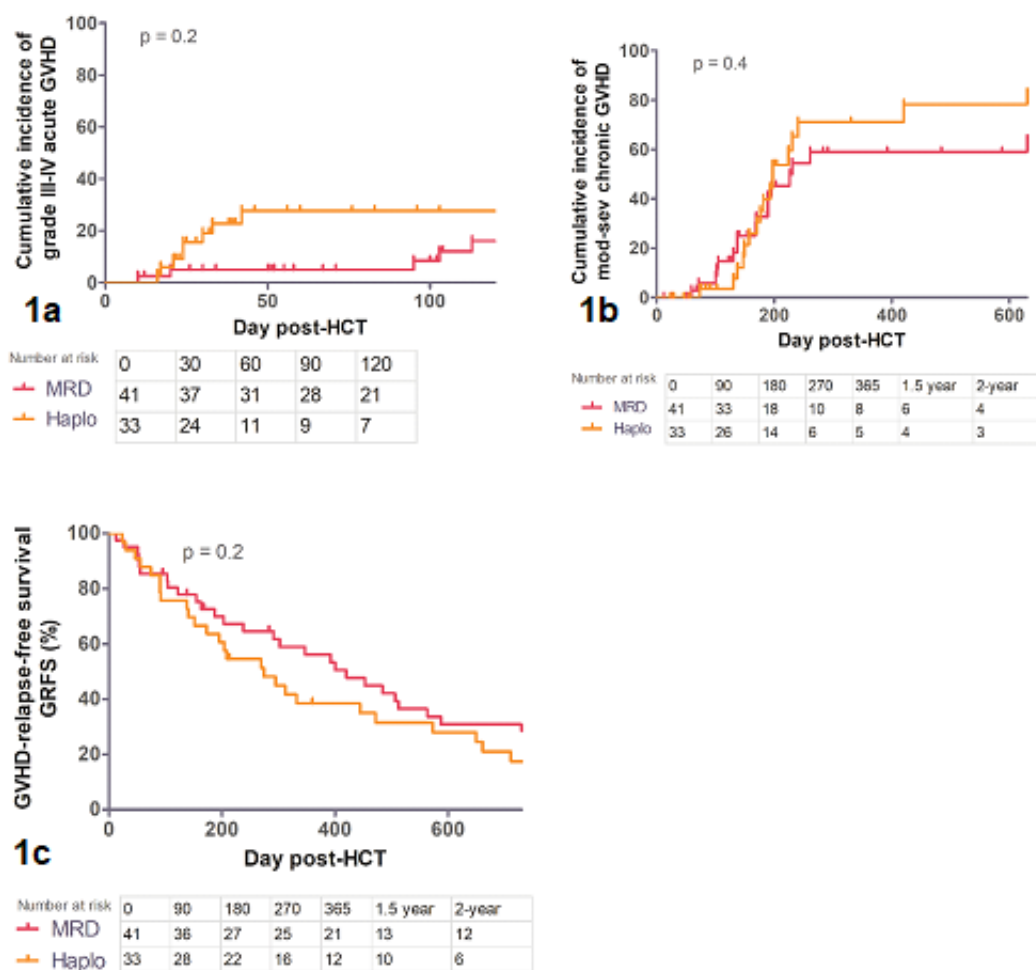 Cumulative incidence of
grade III-IV acute GVHD
p = 0.2
100
80
60
40
20
0
0 50 100
1a
Day post-HCT
Number at risk 0 30 60 90 120
MRD 41 37 31 28 21
Haplo 33 24 11 9 7
Cumulative incidence of
mod-sev chronic GVHD
p = 0.4
100
80
60
40
20
0
0 200 400 600
1b
Day post-HCT
Number at risk 0 90 180 270 365 1.5 year 2-year
MRD 41 33 18 10 8 6 4
Haplo 33 26 14 6 5 4 3
GVHD-relapse-free survival
GRFS (%)
p = 0.2
100
80
60
40
20
0
0 200 400 600
1c
Day post-HCT
Number at risk 0 90 180 270 365 1.5 year 2-year
MRD 41 36 27 25 21 13 12
Haplo 33 28 22 16 12 10 6